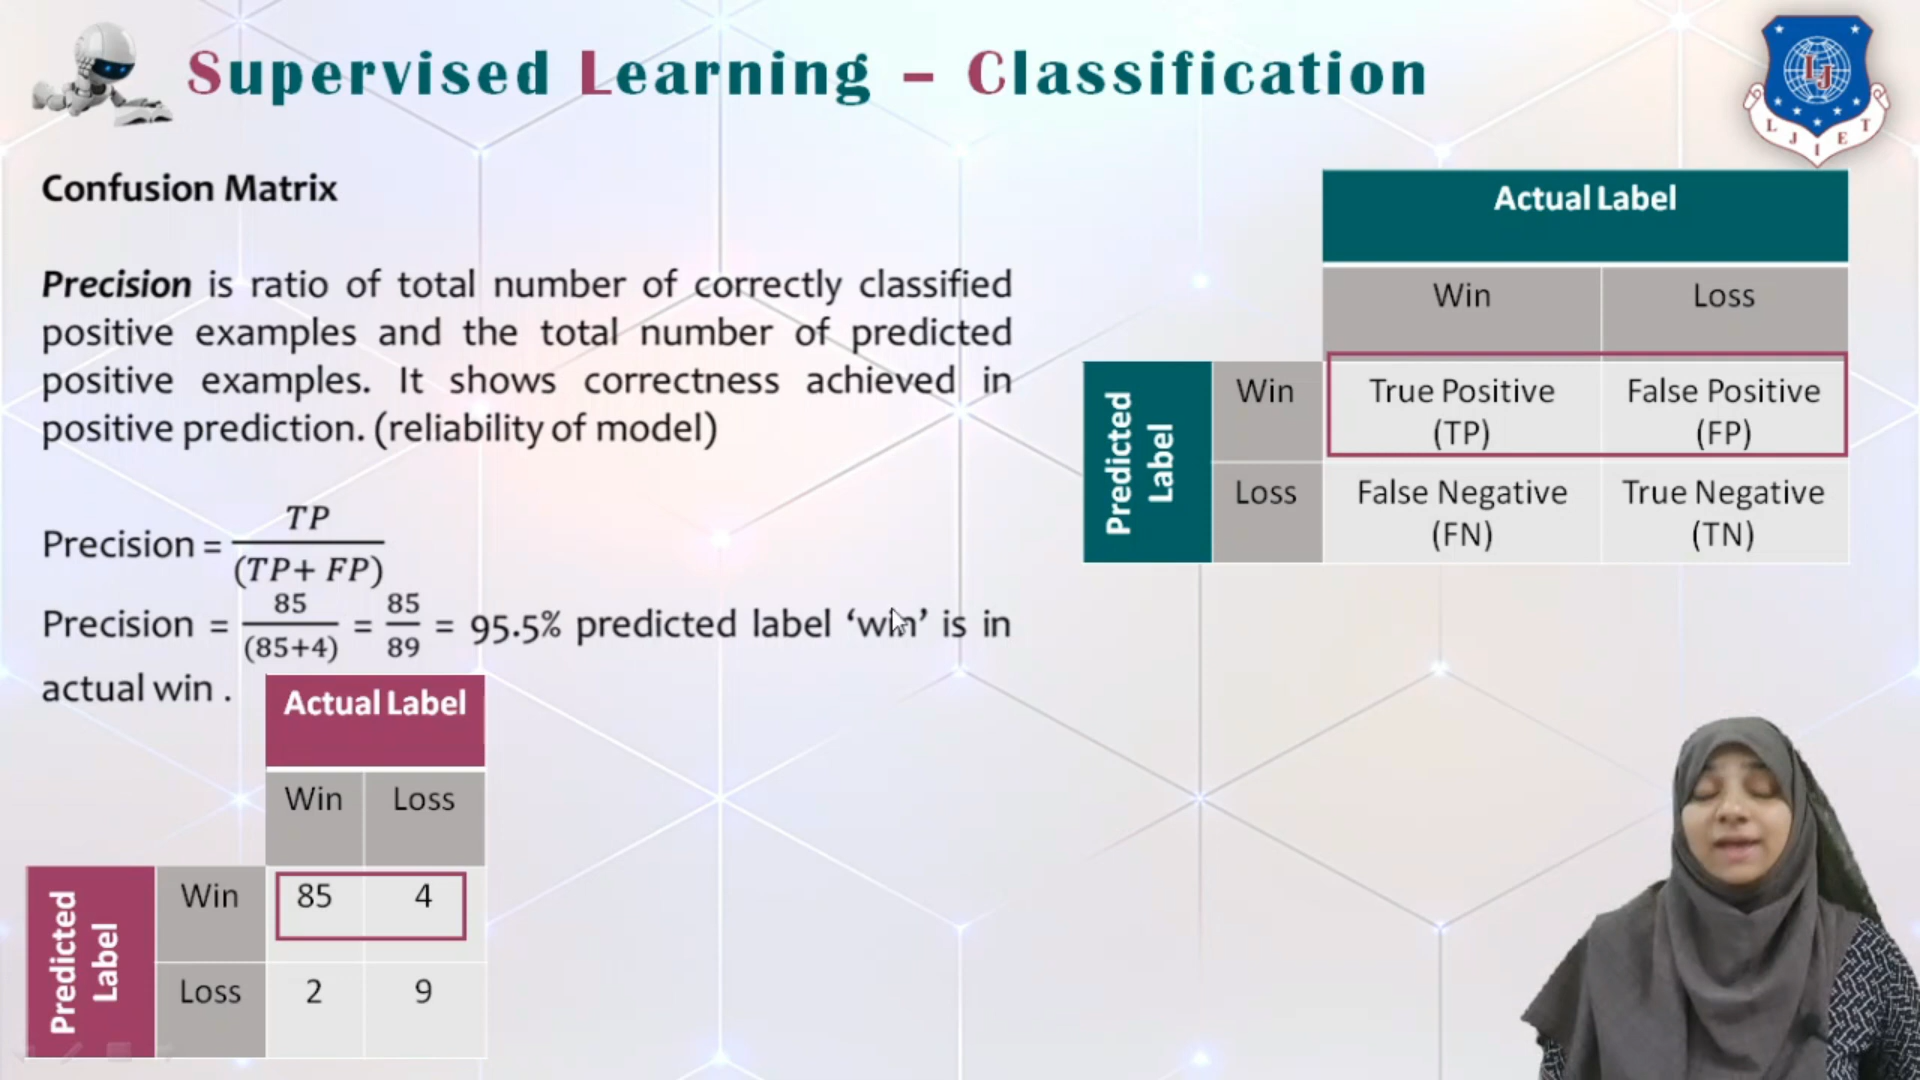 Supervised Learning – Classification
L J I E T
LJ
Confusion Matrix
Precision is ratio of total number of correctly classified
positive examples and the total number of predicted
positive examples. It shows correctness achieved in
positive prediction. (reliability of model)
Precision = TP / (TP+ FP)
Precision = 85 / (85+4) = 85 / 89 = 95.5% predicted label ‘win’ is in
actual win .
Actual Label
Win Loss
Predicted Label
Win True Positive (TP) False Positive (FP)
Loss False Negative (FN) True Negative (TN)
Actual Label
Win Loss
Predicted Label
Win 85 4
Loss 2 9